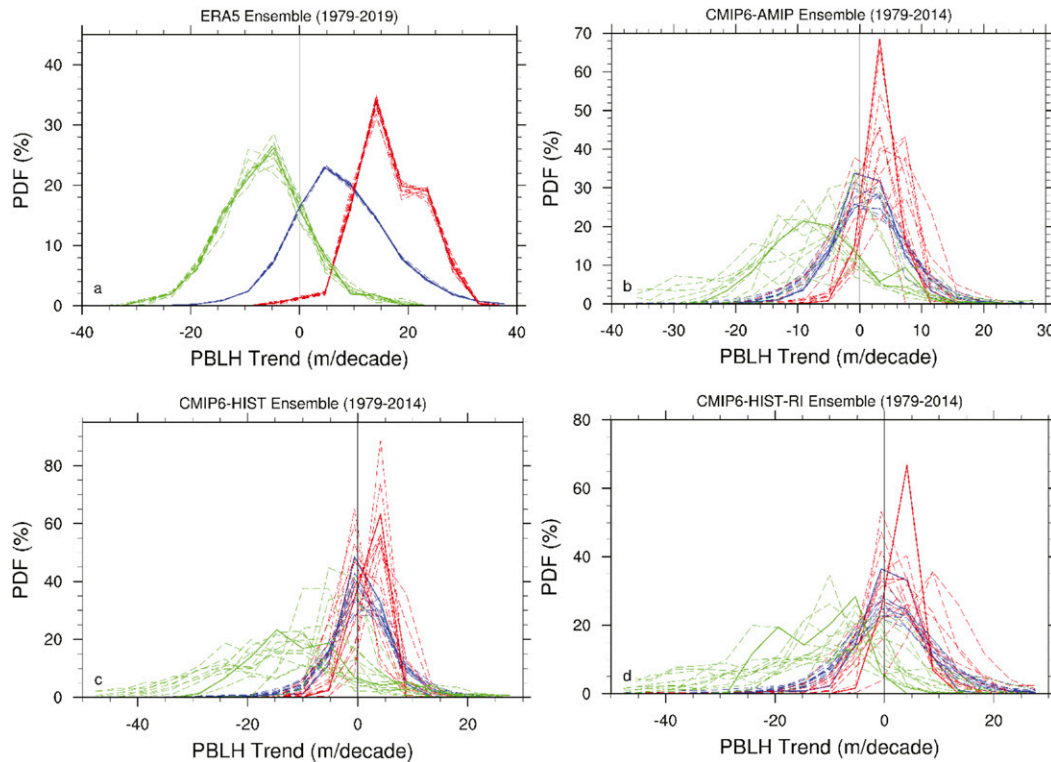 ERA5 Ensemble (1979-2019)
PDF (%)
40
30
20
10
0
a
-40 -20 0 20 40
PBLH Trend (m/decade)
CMIP6-AMIP Ensemble (1979-2014)
PDF (%)
70
60
50
40
30
20
10
0
b
-40 -30 -20 -10 0 10 20 30
PBLH Trend (m/decade)
CMIP6-HIST Ensemble (1979-2014)
PDF (%)
80
60
40
20
0
c
-40 -20 0 20
PBLH Trend (m/decade)
CMIP6-HIST-RI Ensemble (1979-2014)
PDF (%)
80
60
40
20
0
d
-40 -20 0 20
PBLH Trend (m/decade)